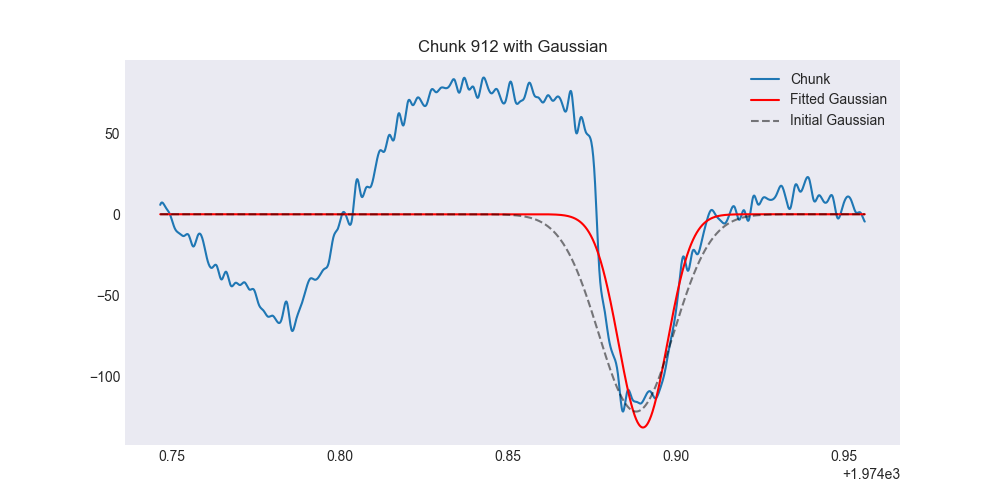 Chunk 912 with Gaussian
Chunk
Fitted Gaussian
Initial Gaussian
50
0
−50
−100
0.75 0.80 0.85 0.90 0.95
+1.974e3